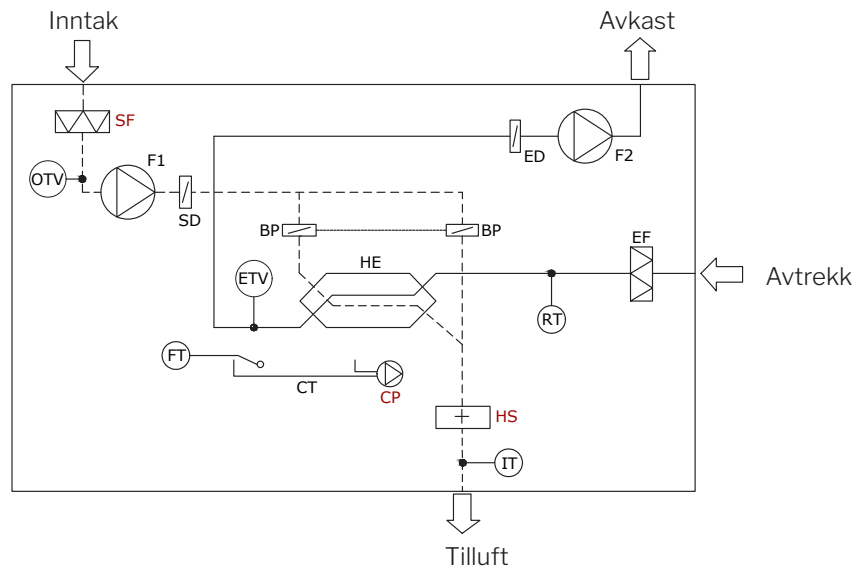 Inntak
Avkast
SF
F1
ED
F2
OTV
SD
BP
BP
EF
HE
ETV
Avtrekk
RT
FT
CT
CP
HS
IT
Tilluft